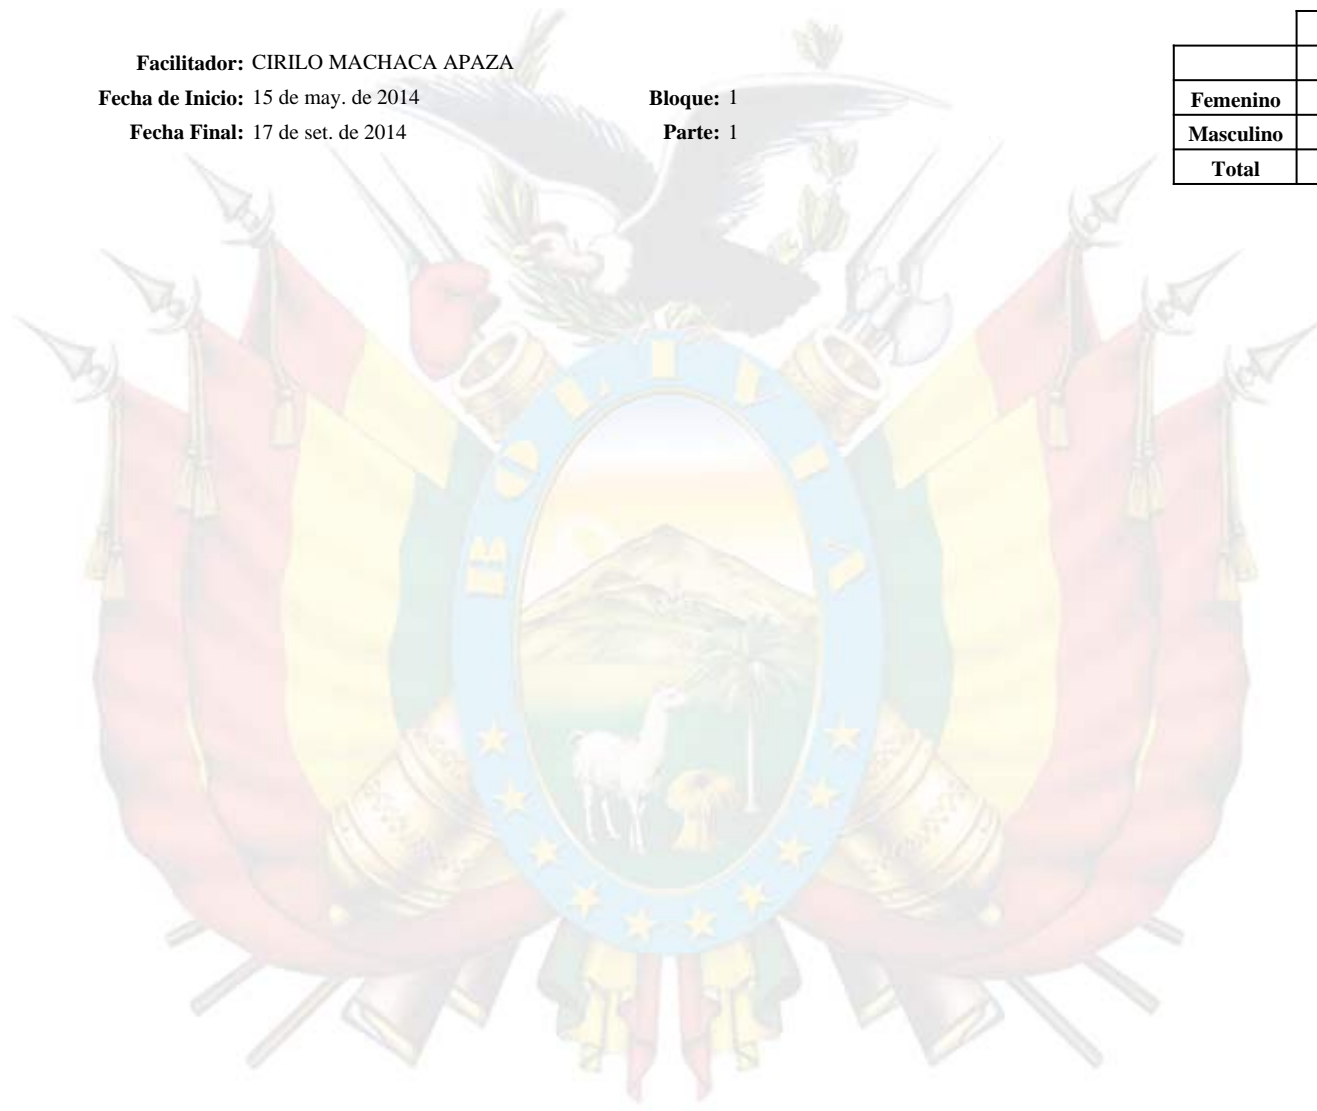 Facilitador: CIRILO MACHACA APAZA
Fecha de Inicio: 15 de may. de 2014 Bloque: 1
Fecha Final: 17 de set. de 2014 Parte: 1
Femenino
Masculino
Total
BOLIVIA